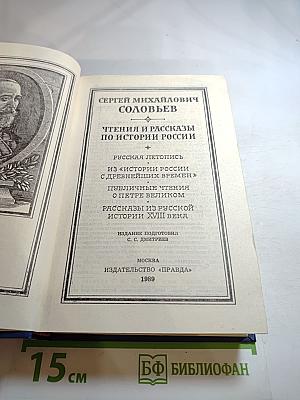 СЕРГЕЙ МИХАЙЛОВИЧ
СОЛОВЬЕВ
ЧТЕНИЯ И РАССКАЗЫ
ПО ИСТОРИИ РОССИИ
РУССКАЯ ЛЕТОПИСЬ
ИЗ «ИСТОРИИ РОССИИ
С ДРЕВНЕЙШИХ ВРЕМЕН»
ПУБЛИЧНЫЕ ЧТЕНИЯ
О ПЕТРЕ ВЕЛИКОМ
РАССКАЗЫ ИЗ РУССКОЙ
ИСТОРИИ XVIII ВЕКА
ИЗДАНИЕ ПОДГОТОВИЛ
С. С. ДМИТРИЕВ
МОСКВА
ИЗДАТЕЛЬСТВО «ПРАВДА»
1989
15 см
БФ БИБЛИОФАН